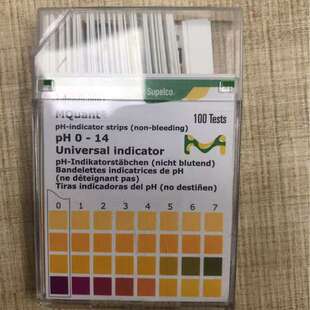 Supelco.
MQuant®
100 Tests
pH-indicator strips (non-bleeding)
pH 0 - 14
Universal indicator
pH-Indikatorstäbchen (nicht blutend)
Bandelettes indicatrices de pH
(ne déteignant pas)
Tiras indicadoras del pH (no destiñen)
0 1 2 3 4 5 6 7